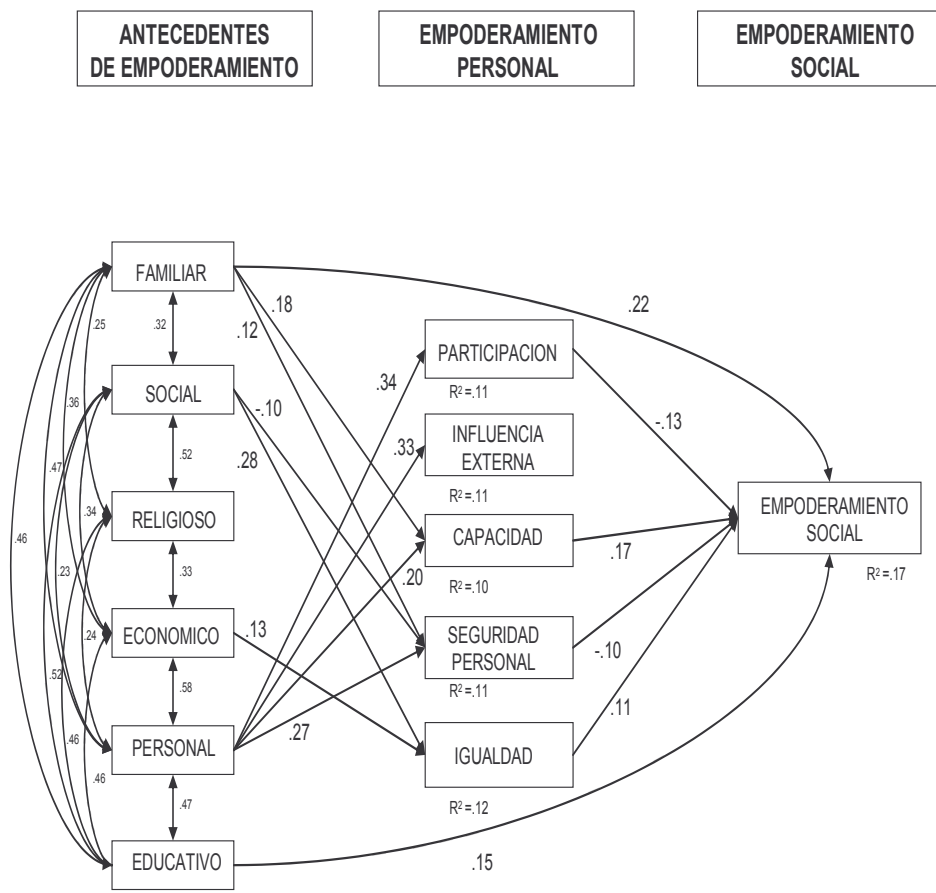 ANTECEDENTES
DE EMPODERAMIENTO
EMPODERAMIENTO
PERSONAL
EMPODERAMIENTO
SOCIAL
FAMILIAR
.18
.22
.12
.25
.32
PARTICIPACION
R² =.11
.34
SOCIAL
-.10
.36
-.13
.28
.33
INFLUENCIA
EXTERNA
R² =.11
.52
.47
RELIGIOSO
.34
EMPODERAMIENTO
SOCIAL
R² =.17
CAPACIDAD
.17
R² =.10
.46
.33
.20
.23
ECONOMICO
.13
.24
SEGURIDAD
PERSONAL
R² =.11
-.10
.52
.58
.11
.27
.46
PERSONAL
IGUALDAD
R² =.12
.46
.47
EDUCATIVO
.15